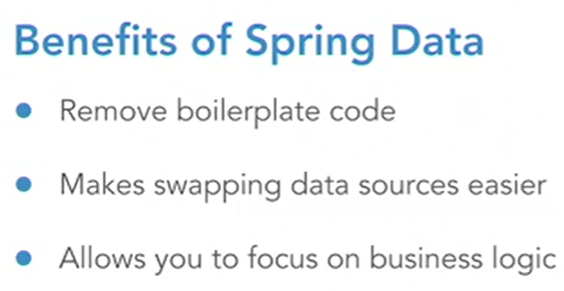 Benefits of Spring Data
Remove boilerplate code
Makes swapping data sources easier
Allows you to focus on business logic